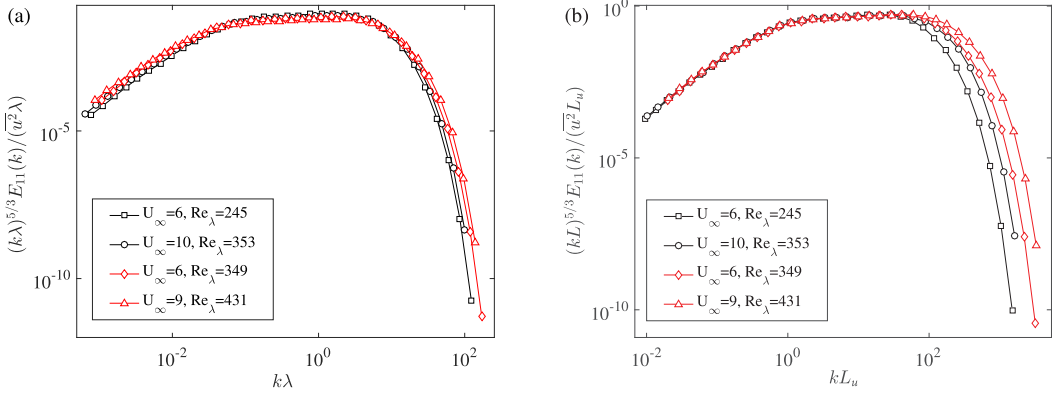 (a)
(kλ)^{5/3}E_{11}(k)/(\overline{u^2}λ)
10^{-5}
10^{-10}
U_∞=6, Re_λ=245
U_∞=10, Re_λ=353
U_∞=6, Re_λ=349
U_∞=9, Re_λ=431
10^{-2}
10^{0}
10^{2}
kλ
(b)
(kL)^{5/3}E_{11}(k)/(\overline{u^2}L_u)
10^{0}
10^{-5}
10^{-10}
U_∞=6, Re_λ=245
U_∞=10, Re_λ=353
U_∞=6, Re_λ=349
U_∞=9, Re_λ=431
10^{-2}
10^{0}
10^{2}
kL_u